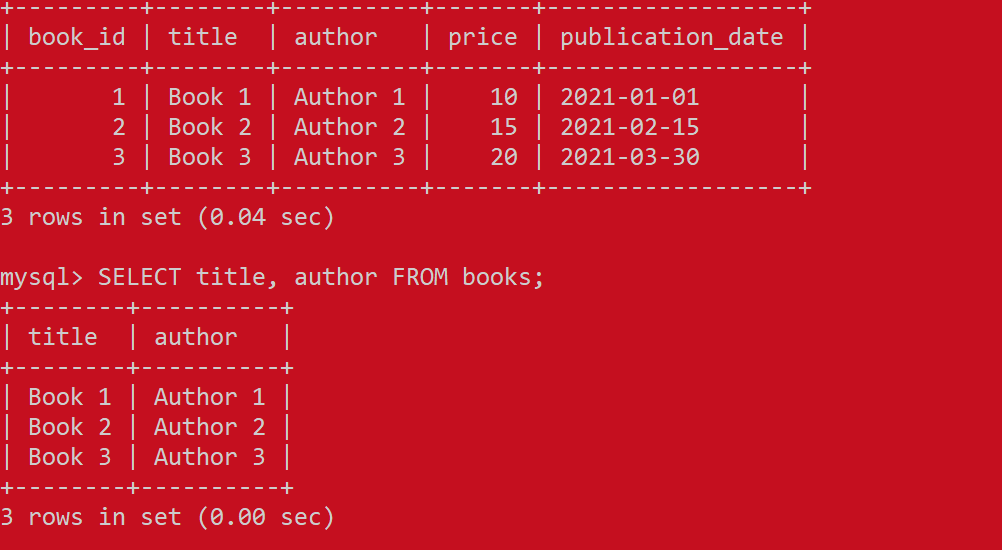 +---------+--------+----------+-------+------------------+
| book_id | title  | author   | price | publication_date |
+---------+--------+----------+-------+------------------+
|       1 | Book 1 | Author 1 |    10 | 2021-01-01       |
|       2 | Book 2 | Author 2 |    15 | 2021-02-15       |
|       3 | Book 3 | Author 3 |    20 | 2021-03-30       |
+---------+--------+----------+-------+------------------+
3 rows in set (0.04 sec)

mysql> SELECT title, author FROM books;
+--------+----------+
| title  | author   |
+--------+----------+
| Book 1 | Author 1 |
| Book 2 | Author 2 |
| Book 3 | Author 3 |
+--------+----------+
3 rows in set (0.00 sec)